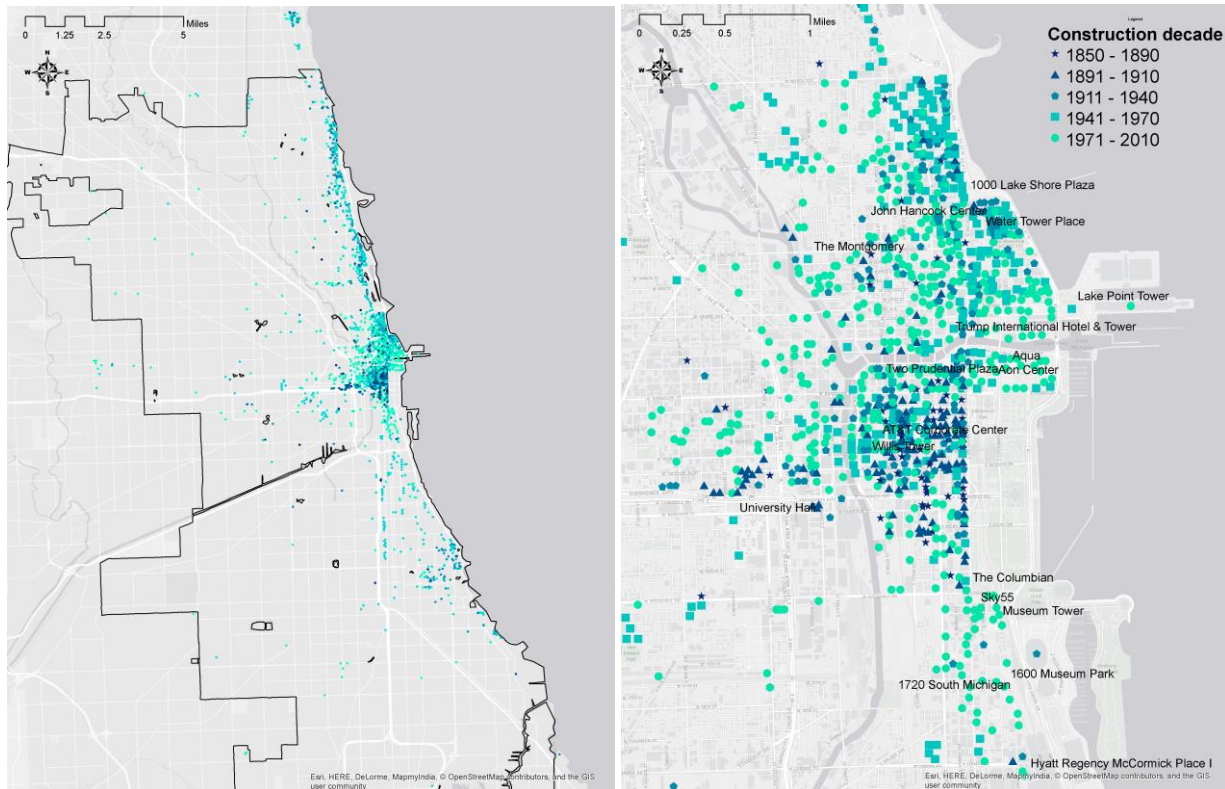 Miles
0 1.25 2.5 5
N
W E
S
Esri, HERE, DeLorme, MapmyIndia, © OpenStreetMap contributors, and the GIS
user community
Miles
0 0.25 0.5 1
N
W E
S
Legend
Construction decade
1850 - 1890
1891 - 1910
1911 - 1940
1941 - 1970
1971 - 2010
1000 Lake Shore Plaza
John Hancock Center
Water Tower Place
The Montgomery
Lake Point Tower
Trump International Hotel & Tower
Aqua
Two Prudential Plaza
Aon Center
AT&T Corporate Center
Willis Tower
University Hall
The Columbian
Sky55
Museum Tower
1600 Museum Park
1720 South Michigan
Hyatt Regency McCormick Place I
Esri, HERE, DeLorme, MapmyIndia, © OpenStreetMap contributors, and the GIS
user community